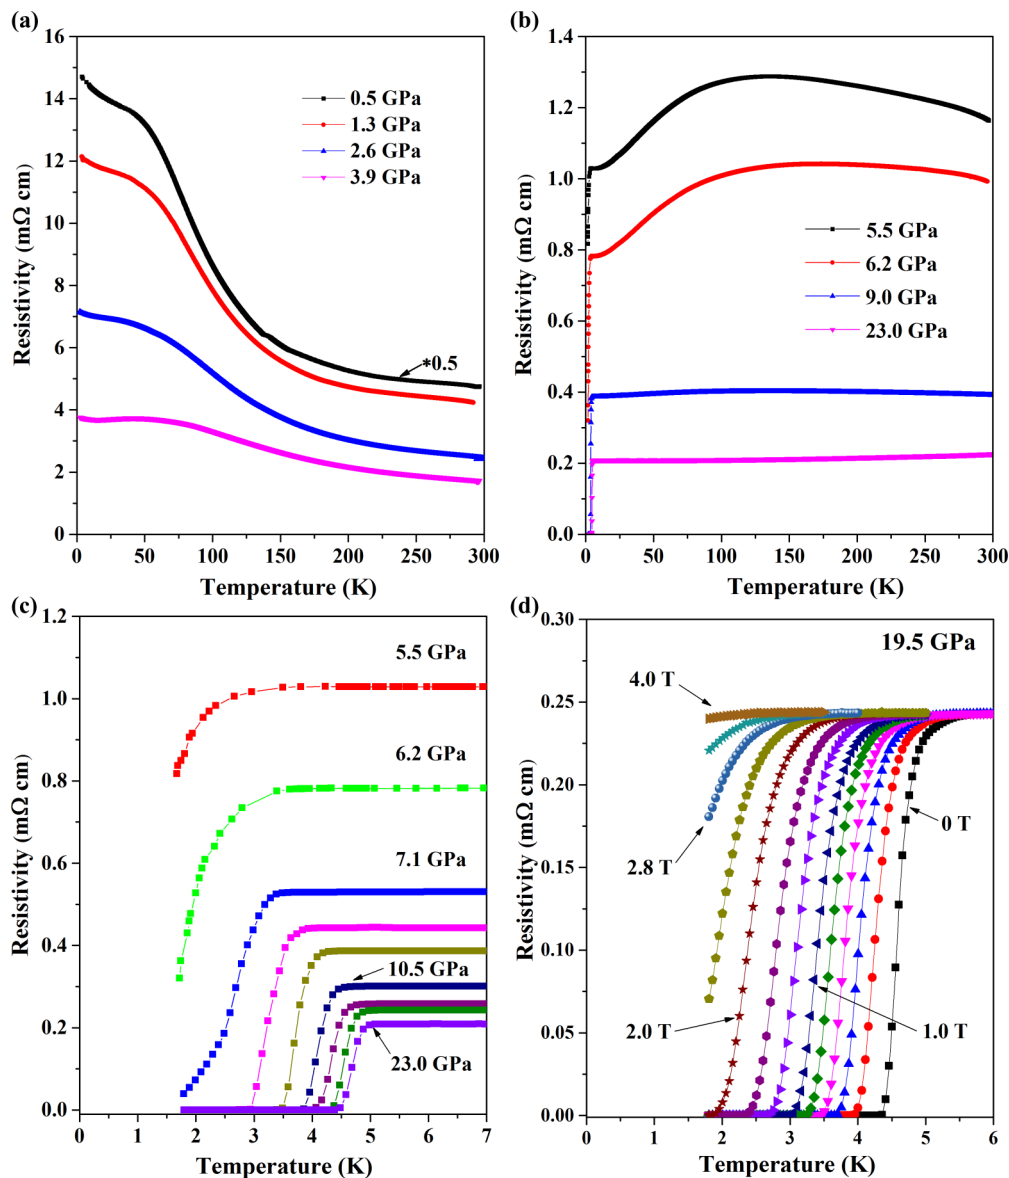 (a)
16
14
12
10
8
6
4
2
0
Resistivity (mΩ cm)
0.5 GPa
1.3 GPa
2.6 GPa
3.9 GPa
*0.5
0 50 100 150 200 250 300
Temperature (K)
(b)
1.4
1.2
1.0
0.8
0.6
0.4
0.2
0.0
Resistivity (mΩ cm)
5.5 GPa
6.2 GPa
9.0 GPa
23.0 GPa
0 50 100 150 200 250 300
Temperature (K)
(c)
1.2
1.0
0.8
0.6
0.4
0.2
0.0
Resistivity (mΩ cm)
5.5 GPa
6.2 GPa
7.1 GPa
10.5 GPa
23.0 GPa
0 1 2 3 4 5 6 7
Temperature (K)
(d)
0.30
0.25
0.20
0.15
0.10
0.05
0.00
Resistivity (mΩ cm)
19.5 GPa
4.0 T
0 T
2.8 T
2.0 T
1.0 T
0 1 2 3 4 5 6
Temperature (K)